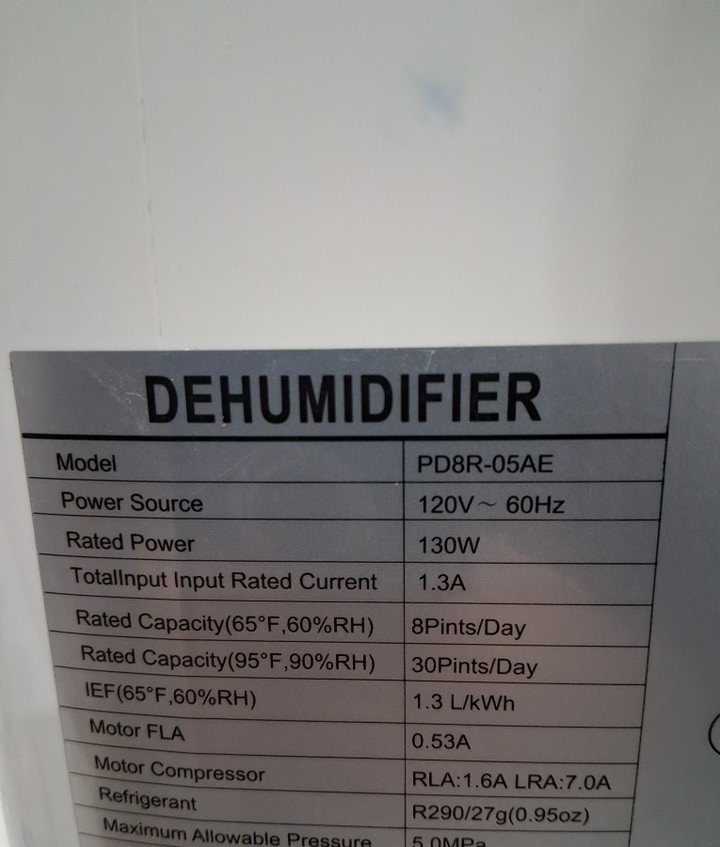 DEHUMIDIFIER
Model PD8R-05AE
Power Source 120V~ 60Hz
Rated Power 130W
TotalInput Input Rated Current 1.3A
Rated Capacity(65°F,60%RH) 8Pints/Day
Rated Capacity(95°F,90%RH) 30Pints/Day
IEF(65°F,60%RH) 1.3 L/kWh
Motor FLA 0.53A
Motor Compressor RLA:1.6A LRA:7.0A
Refrigerant R290/27g(0.95oz)
Maximum Allowable Pressure 5.0MPa